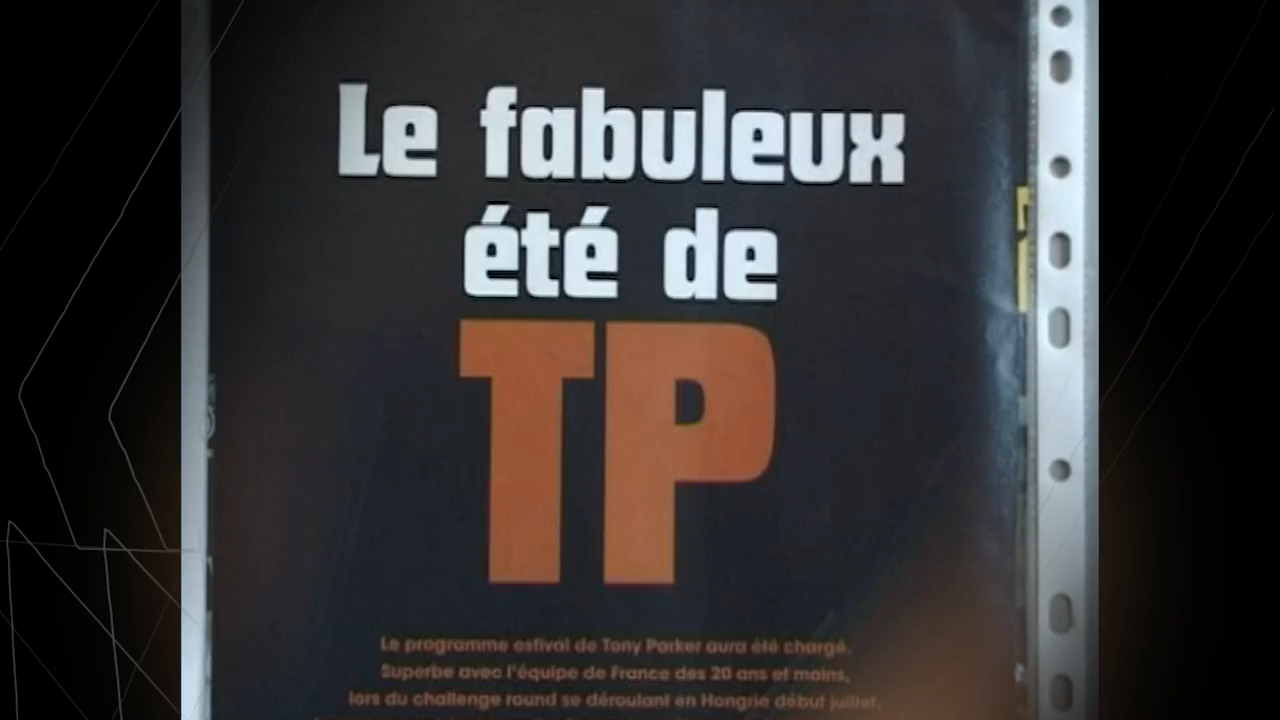 Le fabuleux
été de
TP
Le programme estival de Tony Parker aura été chargé.
Superbe avec l'équipe de France des 20 ans et moins,
lors du challenge round se déroulant en Hongrie début juillet,